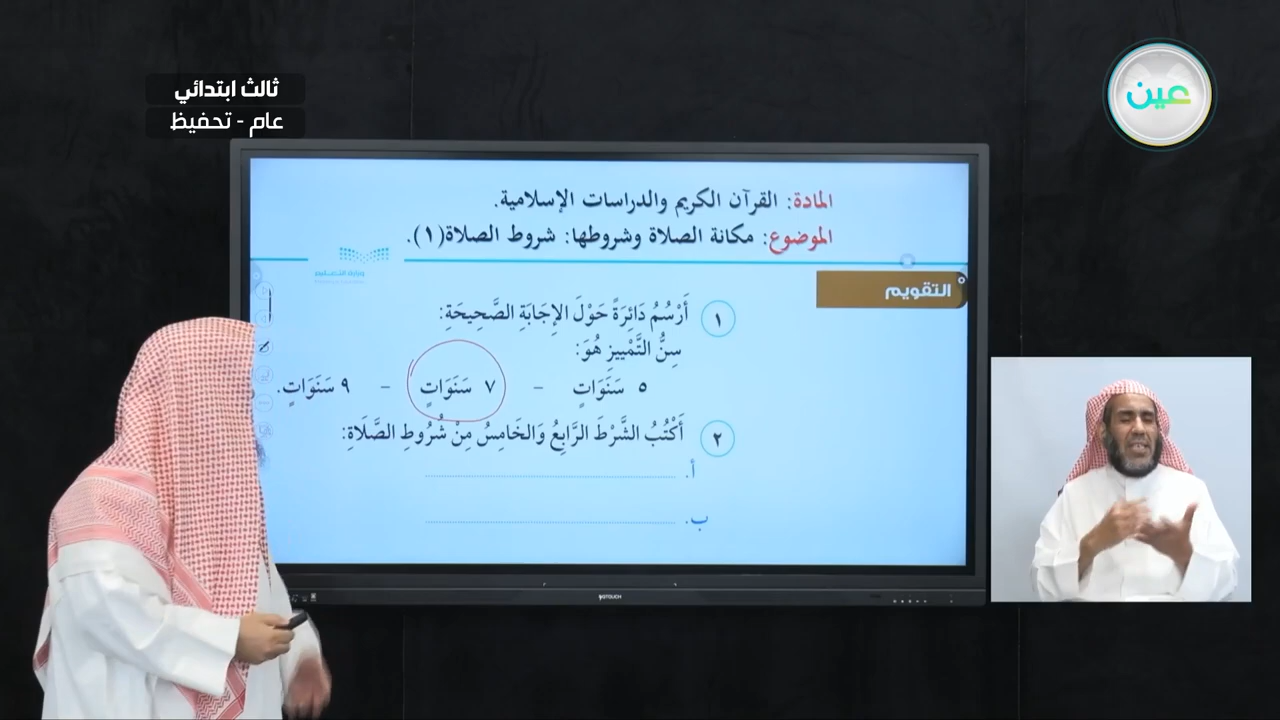 ثالث ابتدائي
عام - تحفيظ
عين
المادة: القرآن الكريم والدراسات الإسلامية.
الموضوع: مكانة الصلاة وشروطها: شروط الصلاة(١).
التقويم
١ أَرْسُمُ دَائِرَةً حَوْلَ الإِجَابَةِ الصَّحِيحَةِ:
سِنُّ التَّمْيِيزِ هُوَ:
٥ سَنَوَاتٍ - ٧ سَنَوَاتٍ - ٩ سَنَوَاتٍ.
٢ أَكْتُبُ الشَّرْطَ الرَّابِعُ وَالخَامِسُ مِنْ شُرُوطِ الصَّلَاةِ:
أ.
ب.